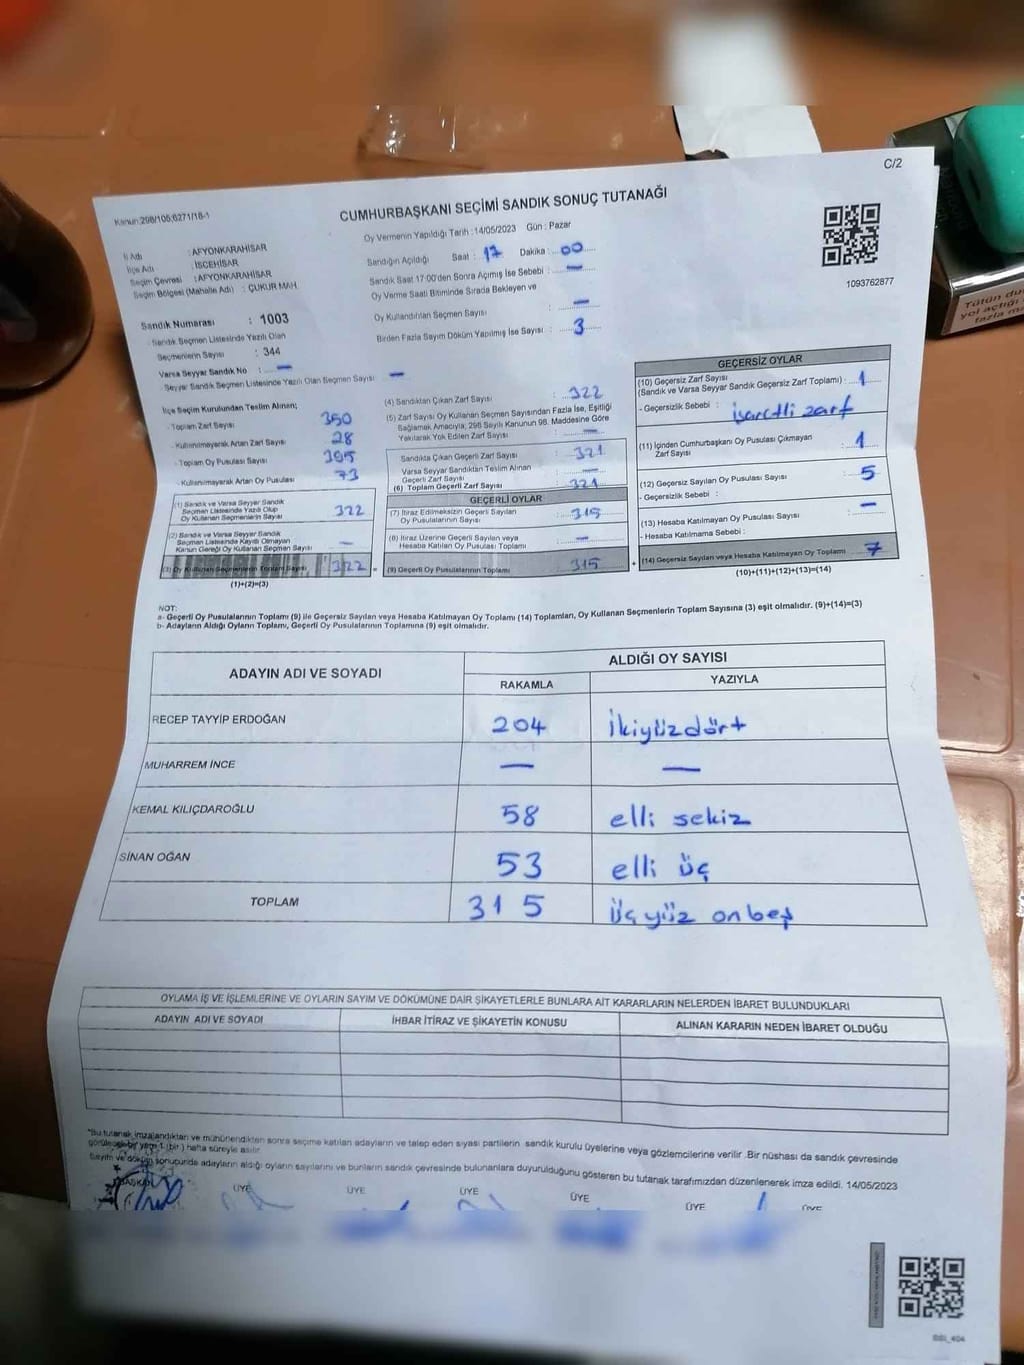 C/2
Kanun:298/105;6271/18-1
CUMHURBAŞKANI SEÇİMİ SANDIK SONUÇ TUTANAĞI
İl Adı : AFYONKARAHİSAR
İlçe Adı : İSCEHİSAR
Seçim Çevresi : AFYONKARAHİSAR
Seçim Bölgesi (Mahalle Adı) : ÇUKUR MAH.
Sandık Numarası : 1003
Sandık Seçmen Listesinde Yazılı Olan
Seçmenlerin Sayısı : 344
Varsa Seyyar Sandık No : —
Seyyar Sandık Seçmen Listesinde Yazılı Olan Seçmen Sayısı —
Oy Vermenin Yapıldığı Tarih :14/05/2023 Gün : Pazar
Sandığın Açıldığı Saat : 17 Dakika : 00
Sandık Saat 17:00'den Sonra Açımış İse Sebebi : —
Oy Verme Saati Bitiminde Sırada Bekleyen ve
Oy Kullandırılan Seçmen Sayısı : —
Birden Fazla Sayım Döküm Yapılmış İse Sayısı : 3
1093762877
İlçe Seçim Kurulundan Teslim Alınan;
- Toplam Zarf Sayısı 350
- Kullanılmayarak Artan Zarf Sayısı 28
- Toplam Oy Pusulası Sayısı 395
- Kullanılmayarak Artan Oy Pusulası 73
(1) Sandık ve Varsa Seyyar Sandık
Seçmen Listesinde Yazılı Olup
Oy Kullanan Seçmenlerin Sayısı 322
(2) Sandık ve Varsa Seyyar Sandık
Seçmen Listesinde Kayıtlı Olmayan
Kanun Gereği Oy Kullanan Seçmen Sayısı —
(3) Oy Kullanan Seçmenlerin Toplam Sayısı 322
(1)+(2)=(3)
(4) Sandıktan Çıkan Zarf Sayısı : 322
(5) Zarf Sayısı Oy Kullanan Seçmen Sayısından Fazla İse, Eşitliği
Sağlamak Amacıyla; 298 Sayılı Kanunun 98. Maddesine Göre
Yakılarak Yok Edilen Zarf Sayısı : —
Sandıkta Çıkan Geçerli Zarf Sayısı : 321
Varsa Seyyar Sandıktan Teslim Alınan
Geçerli Zarf Sayısı : —
(6) Toplam Geçerli Zarf Sayısı : 321
GEÇERLİ OYLAR
(7) İtiraz Edilmeksizin Geçerli Sayılan
Oy Pusulalarının Sayısı : 315
(8) İtiraz Üzerine Geçerli Sayılan veya
Hesaba Katılan Oy Pusulası Toplamı : —
(9) Geçerli Oy Pusulalarının Toplamı 315
GEÇERSİZ OYLAR
(10) Geçersiz Zarf Sayısı
(Sandık ve Varsa Seyyar Sandık Geçersiz Zarf Toplamı) : 1
- Geçersizlik Sebebi : işaretli zarf
(11) İçinden Cumhurbaşkanı Oy Pusulası Çıkmayan
Zarf Sayısı : 1
(12) Geçersiz Sayılan Oy Pusulası Sayısı : 5
- Geçersizlik Sebebi :
(13) Hesaba Katılmayan Oy Pusulası Sayısı : —
- Hesaba Katılmama Sebebi :
(14) Geçersiz Sayılan veya Hesaba Katılmayan Oy Toplamı 7
(10)+(11)+(12)+(13)=(14)
NOT:
a- Geçerli Oy Pusulalarının Toplamı (9) ile Geçersiz Sayılan veya Hesaba Katılmayan Oy Toplamı (14) Toplamları, Oy Kullanan Seçmenlerin Toplam Sayısına (3) eşit olmalıdır. (9)+(14)=(3)
b- Adayların Aldığı Oyların Toplamı, Geçerli Oy Pusulalarının Toplamına (9) eşit olmalıdır.
ADAYIN ADI VE SOYADI ALDIĞI OY SAYISI
RAKAMLA YAZIYLA
RECEP TAYYİP ERDOĞAN 204 İkiyüzdört
MUHARREM İNCE — —
KEMAL KILIÇDAROĞLU 58 elli sekiz
SİNAN OĞAN 53 elli üç
TOPLAM 315 üçyüz onbeş
OYLAMA İŞ VE İŞLEMLERİNE VE OYLARIN SAYIM VE DÖKÜMÜNE DAİR ŞİKAYETLERLE BUNLARA AİT KARARLARIN NELERDEN İBARET BULUNDUKLARI
ADAYIN ADI VE SOYADI İHBAR İTİRAZ VE ŞİKAYETİN KONUSU ALINAN KARARIN NEDEN İBARET OLDUĞU
*Bu tutanak imzalandıktan ve mühürlendikten sonra seçime katılan adayların ve talep eden siyasi partilerin sandık kurulu üyelerine veya gözlemcilerine verilir .Bir nüshası da sandık çevresinde
görülecek bir yere 1 (bir ) hafta süreyle asılır.
Sayım ve döküm sonucunda adayların aldığı oyların sayılarını ve bunların sandık çevresinde bulunanlara duyurulduğunu gösteren bu tutanak tarafımızdan düzenlenerek imza edildi. 14/05/2023
BAŞKAN ÜYE ÜYE ÜYE ÜYE ÜYE ÜYE